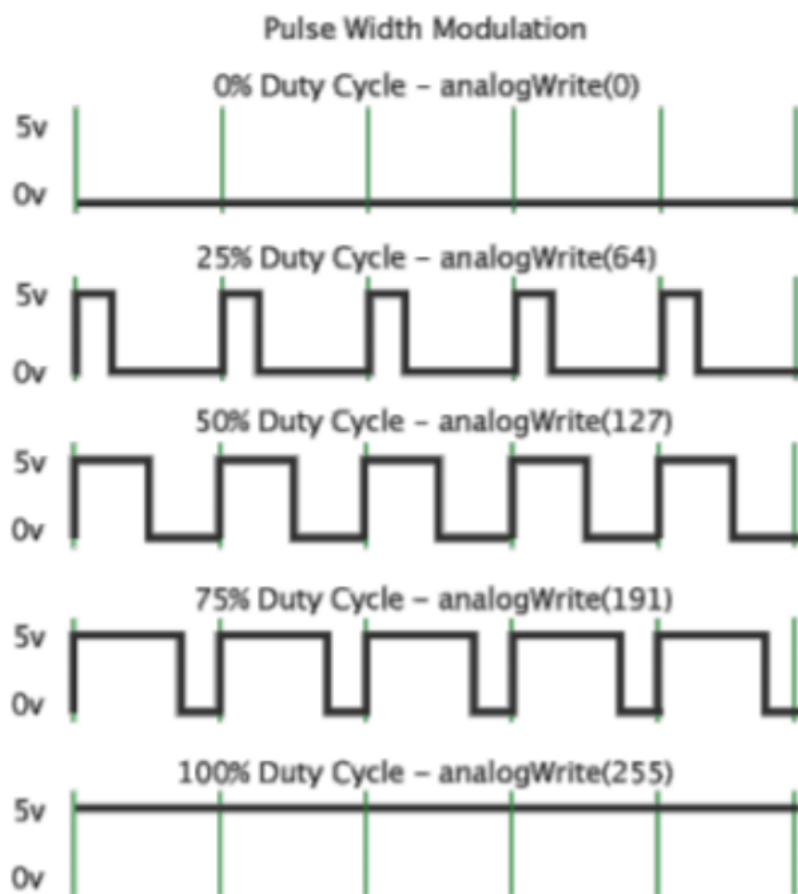 Pulse Width Modulation
0% Duty Cycle – analogWrite(0)
5v
0v
25% Duty Cycle – analogWrite(64)
5v
0v
50% Duty Cycle – analogWrite(127)
5v
0v
75% Duty Cycle – analogWrite(191)
5v
0v
100% Duty Cycle – analogWrite(255)
5v
0v